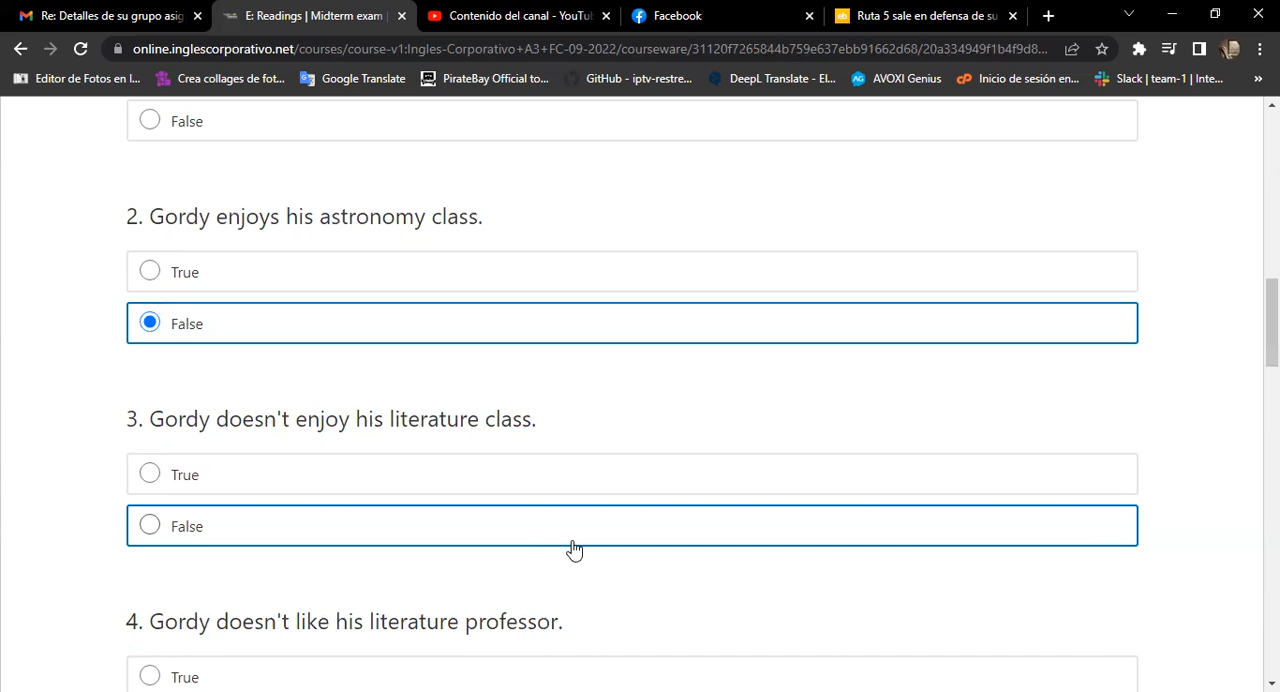 Re: Detalles de su grupo asig
E: Readings | Midterm exam |
Contenido del canal - YouTu
Facebook
Ruta 5 sale en defensa de su
online.inglescorporativo.net/courses/course-v1:Ingles-Corporativo+A3+FC-09-2022/courseware/31120f7265844b759e637ebb91662d68/20a334949f1b4f9d8...
Editor de Fotos en l...
Crea collages de fot...
Google Translate
PirateBay Official to...
GitHub - iptv-restre...
DeepL Translate - El...
AVOXI Genius
Inicio de sesión en...
Slack | team-1 | Inte...
False
2. Gordy enjoys his astronomy class.
True
False
3. Gordy doesn't enjoy his literature class.
True
False
4. Gordy doesn't like his literature professor.
True